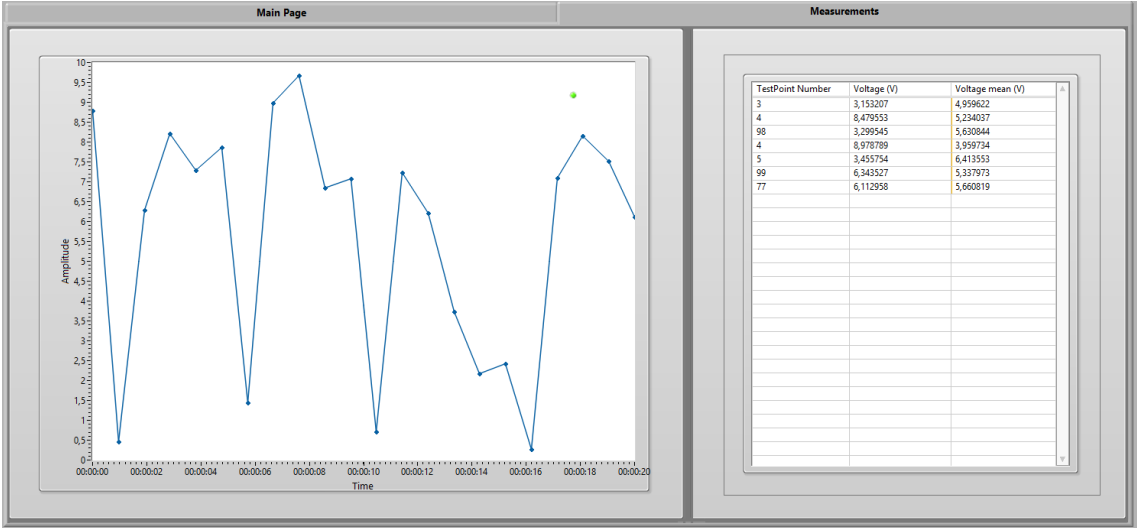 Main Page
Measurements
10
9,5
9
8,5
8
7,5
7
6,5
6
5,5
5
4,5
4
3,5
3
2,5
2
1,5
1
0,5
0
Amplitude
00:00:00 00:00:02 00:00:04 00:00:06 00:00:08 00:00:10 00:00:12 00:00:14 00:00:16 00:00:18 00:00:20
Time
TestPoint Number Voltage (V) Voltage mean (V)
3 3,153207 4,959622
4 8,479553 5,234037
98 3,299545 5,630844
4 8,978789 3,959734
5 3,455754 6,413553
99 6,343527 5,337973
77 6,112958 5,660819